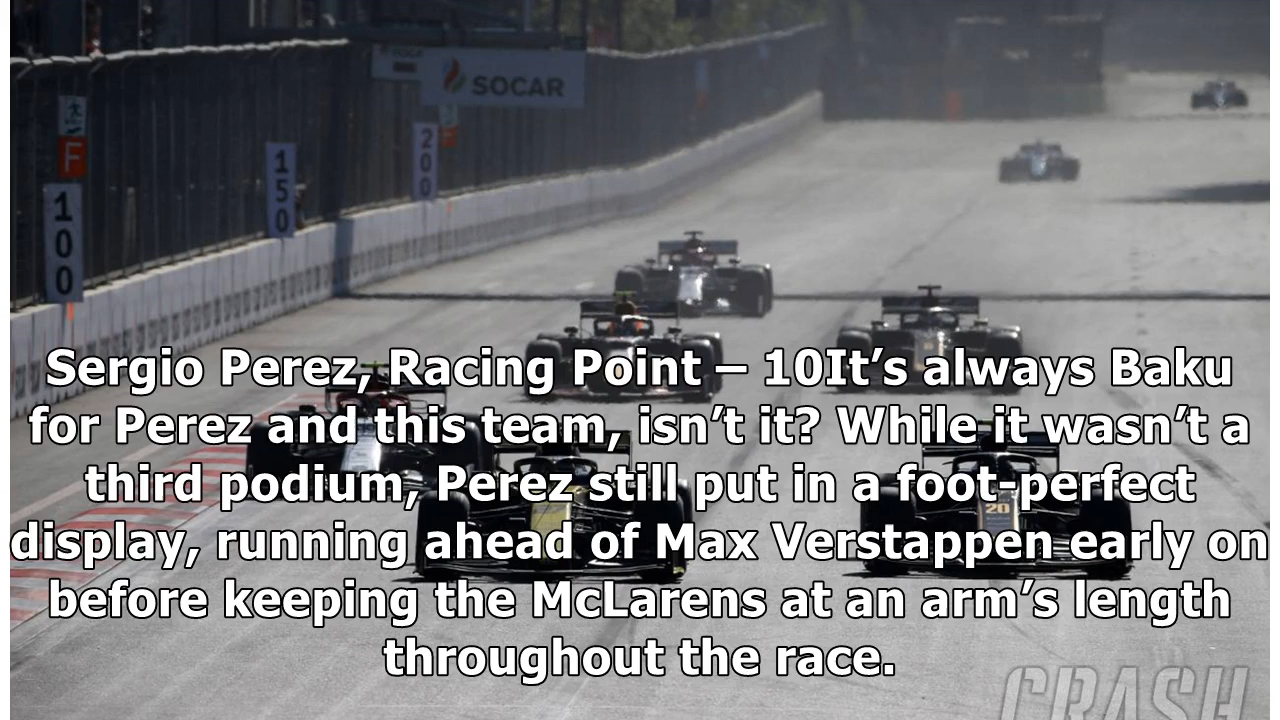 SOCAR
F
200
150
100
Sergio Perez, Racing Point – 10It’s always Baku
for Perez and this team, isn’t it? While it wasn’t a
third podium, Perez still put in a foot-perfect
display, running ahead of Max Verstappen early on
before keeping the McLarens at an arm’s length
throughout the race.
20
CRASH